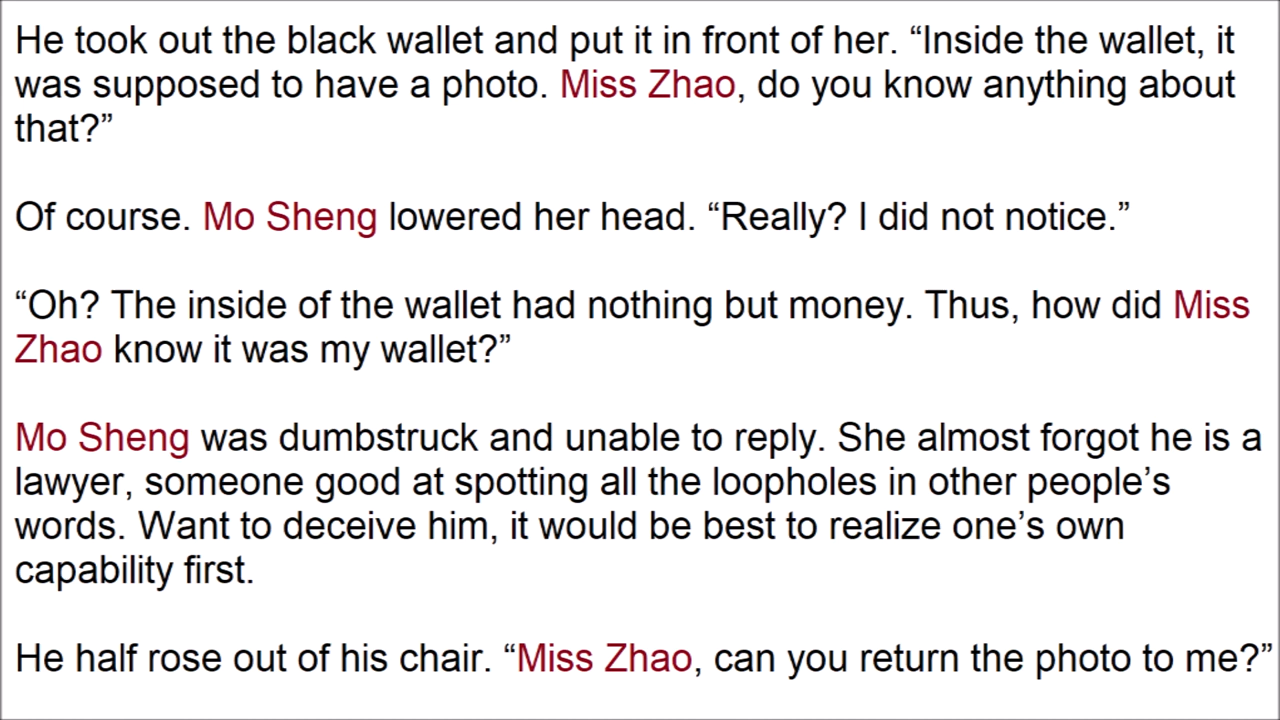 He took out the black wallet and put it in front of her. “Inside the wallet, it
was supposed to have a photo. Miss Zhao, do you know anything about
that?”
Of course. Mo Sheng lowered her head. “Really? I did not notice.”
“Oh? The inside of the wallet had nothing but money. Thus, how did Miss
Zhao know it was my wallet?”
Mo Sheng was dumbstruck and unable to reply. She almost forgot he is a
lawyer, someone good at spotting all the loopholes in other people’s
words. Want to deceive him, it would be best to realize one’s own
capability first.
He half rose out of his chair. “Miss Zhao, can you return the photo to me?”